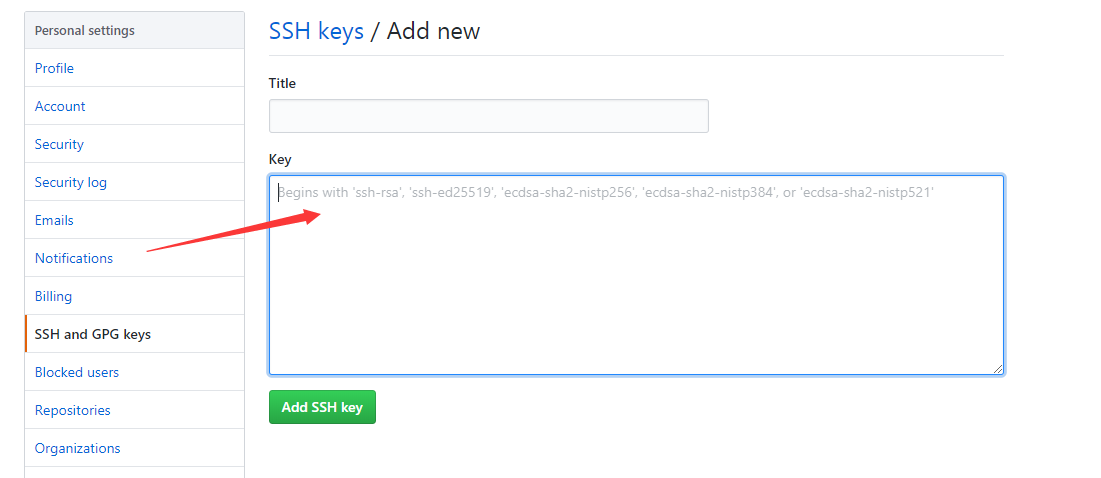 Personal settings
Profile
Account
Security
Security log
Emails
Notifications
Billing
SSH and GPG keys
Blocked users
Repositories
Organizations
SSH keys / Add new
Title
Key
Begins with 'ssh-rsa', 'ssh-ed25519', 'ecdsa-sha2-nistp256', 'ecdsa-sha2-nistp384', or 'ecdsa-sha2-nistp521'
Add SSH key